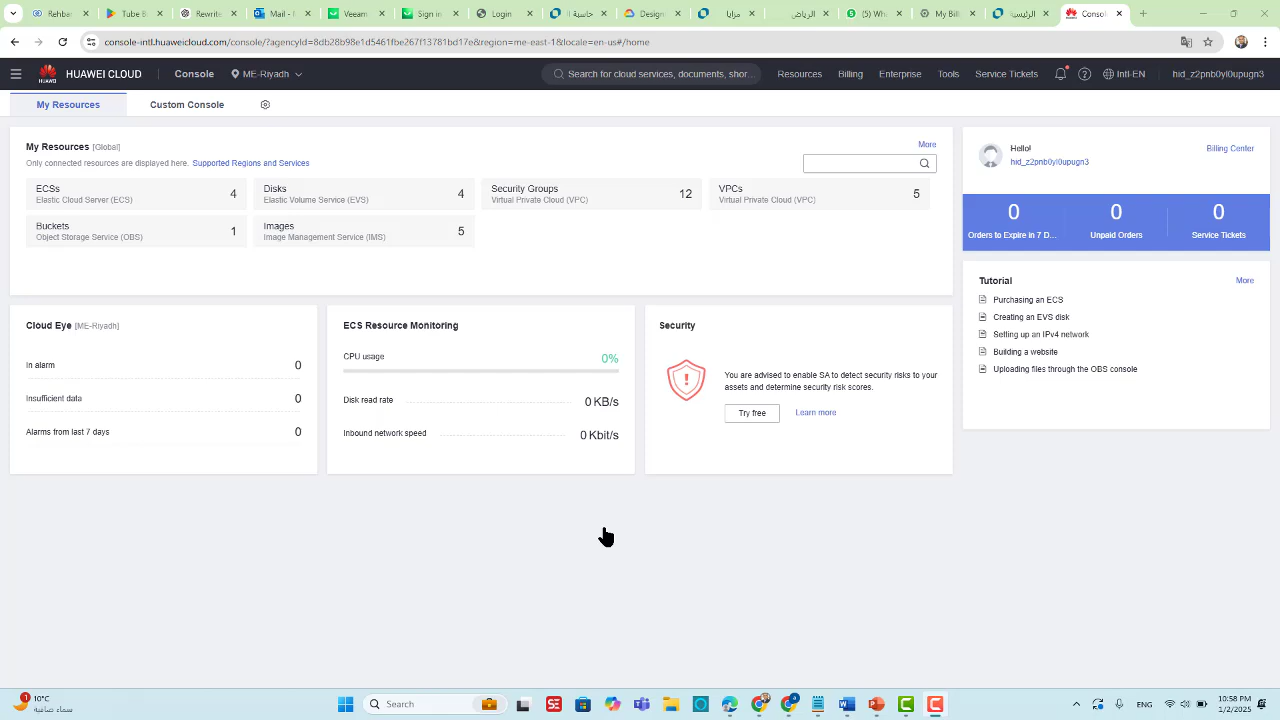 Rehber
Tube I
Rewrite
Mail - I
Veeam
Sign in
Login
حاسبة ا
Design
مزايا
الرياض
(5) Wh
My Bill
الرئيسية
Consol
console-intl.huaweicloud.com/console/?agencyId=8db28b98e1d5461fbe267f13781bd17e&region=me-east-1&locale=en-us#/home
HUAWEI CLOUD
Console
ME-Riyadh
Search for cloud services, documents, shor...
Resources
Billing
Enterprise
Tools
Service Tickets
Intl-EN
hid_z2pnb0yl0upugn3
My Resources
Custom Console
My Resources [Global]
More
Only connected resources are displayed here. Supported Regions and Services
ECSs
Elastic Cloud Server (ECS)
4
Disks
Elastic Volume Service (EVS)
4
Security Groups
Virtual Private Cloud (VPC)
12
VPCs
Virtual Private Cloud (VPC)
5
Buckets
Object Storage Service (OBS)
1
Images
Image Management Service (IMS)
5
Hello!
hid_z2pnb0yl0upugn3
Billing Center
0
Orders to Expire in 7 D...
0
Unpaid Orders
0
Service Tickets
Tutorial
More
Purchasing an ECS
Creating an EVS disk
Setting up an IPv4 network
Building a website
Uploading files through the OBS console
Cloud Eye [ME-Riyadh]
In alarm 0
Insufficient data 0
Alarms from last 7 days 0
ECS Resource Monitoring
CPU usage 0%
Disk read rate 0 KB/s
Inbound network speed 0 Kbit/s
Security
You are advised to enable SA to detect security risks to your
assets and determine security risk scores.
Try free
Learn more
1
10°C
Search
ENG
10:58 PM
1/2/2025